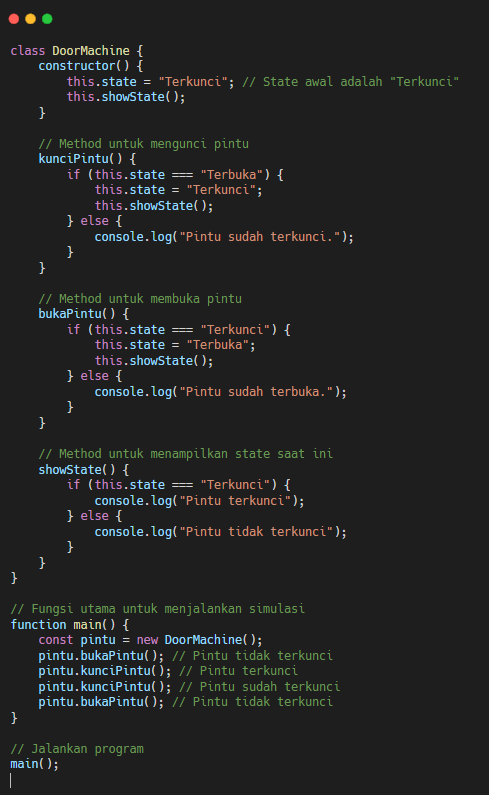 class DoorMachine {
    constructor() {
        this.state = "Terkunci"; // State awal adalah "Terkunci"
        this.showState();
    }

    // Method untuk mengunci pintu
    kunciPintu() {
        if (this.state === "Terbuka") {
            this.state = "Terkunci";
            this.showState();
        } else {
            console.log("Pintu sudah terkunci.");
        }
    }

    // Method untuk membuka pintu
    bukaPintu() {
        if (this.state === "Terkunci") {
            this.state = "Terbuka";
            this.showState();
        } else {
            console.log("Pintu sudah terbuka.");
        }
    }

    // Method untuk menampilkan state saat ini
    showState() {
        if (this.state === "Terkunci") {
            console.log("Pintu terkunci");
        } else {
            console.log("Pintu tidak terkunci");
        }
    }
}

// Fungsi utama untuk menjalankan simulasi
function main() {
    const pintu = new DoorMachine();
    pintu.bukaPintu(); // Pintu tidak terkunci
    pintu.kunciPintu(); // Pintu terkunci
    pintu.kunciPintu(); // Pintu sudah terkunci
    pintu.bukaPintu(); // Pintu tidak terkunci
}

// Jalankan program
main();